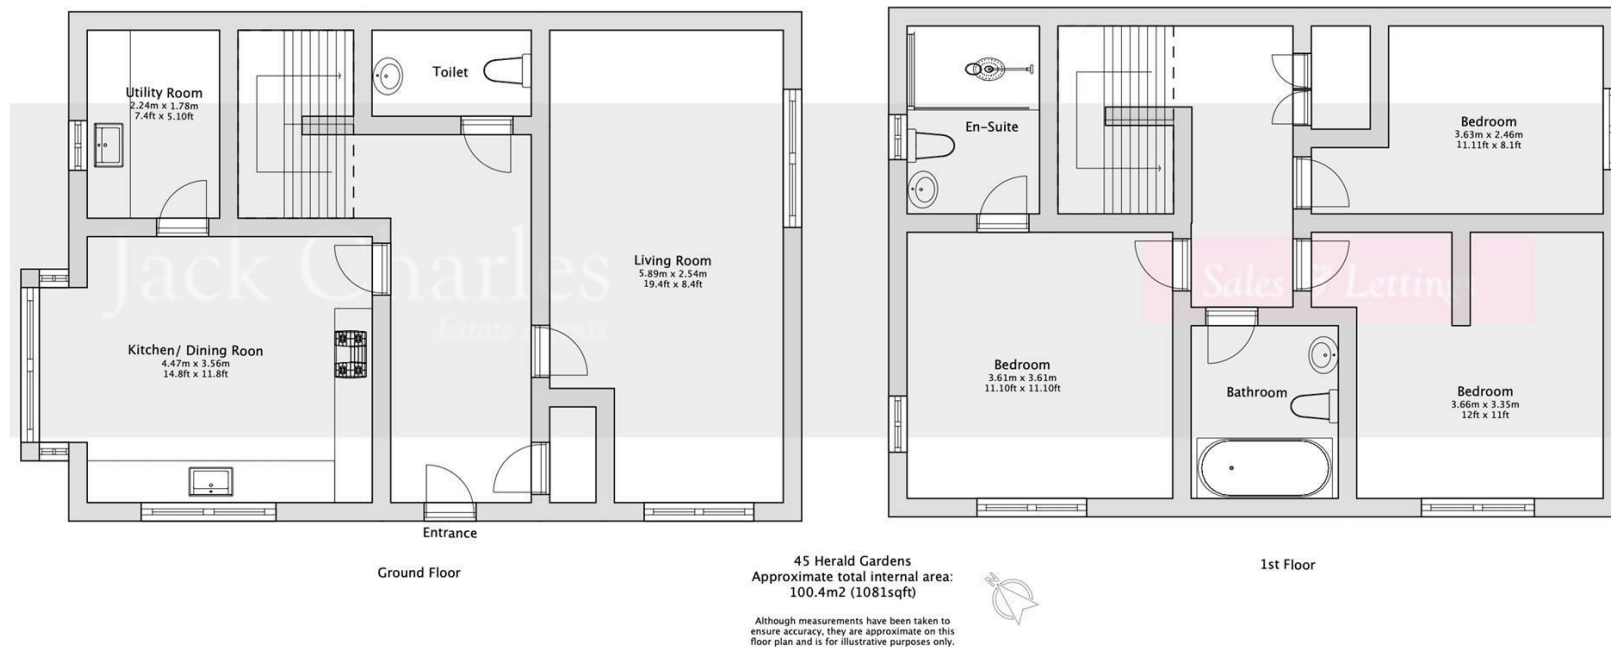 Utility Room
2.24m x 1.78m
7.4ft x 5.10ft
Toilet
Living Room
5.89m x 2.54m
19.4ft x 8.4ft
Kitchen/ Dining Roon
4.47m x 3.56m
14.8ft x 11.8ft
Entrance
Ground Floor
En-Suite
Bedroom
3.63m x 2.46m
11.11ft x 8.1ft
Bedroom
3.61m x 3.61m
11.10ft x 11.10ft
Bathroom
Bedroom
3.66m x 3.35m
12ft x 11ft
1st Floor
Jack Charles
Estate Agents
Sales & Lettings
45 Herald Gardens
Approximate total internal area:
100.4m2 (1081sqft)
N
Although measurements have been taken to
ensure accuracy, they are approximate on this
floor plan and is for illustrative purposes only.